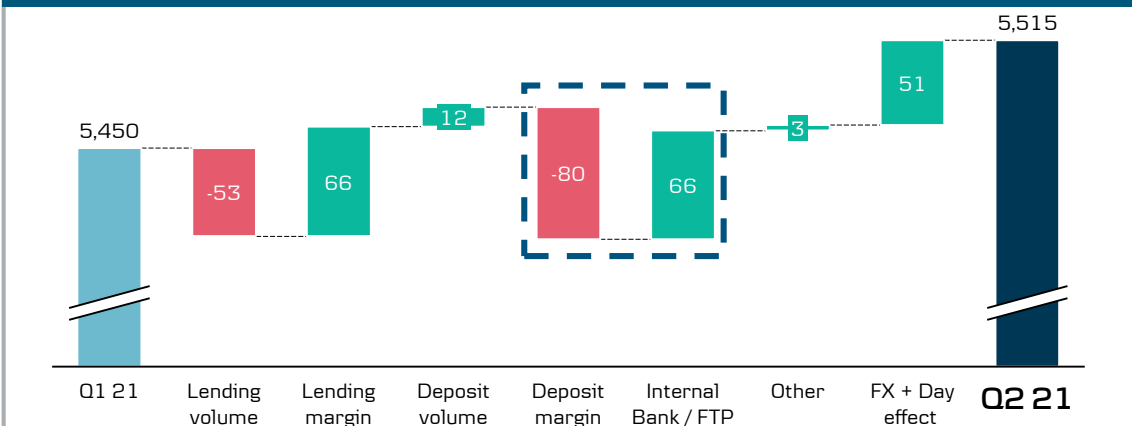 5,515
5,450
12
51
3
66
-53
-80
66
Q1 21
Lending
volume
Lending
margin
Deposit
volume
Deposit
margin
Internal
Bank / FTP
Other
FX + Day
effect
Q2 21